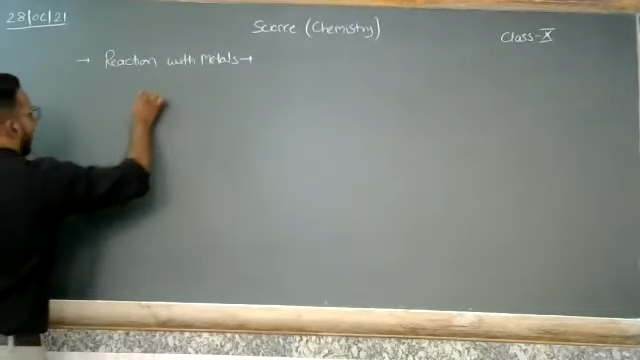 28/06/21
Science (Chemistry)
Class-X
→ Reaction with Metals →